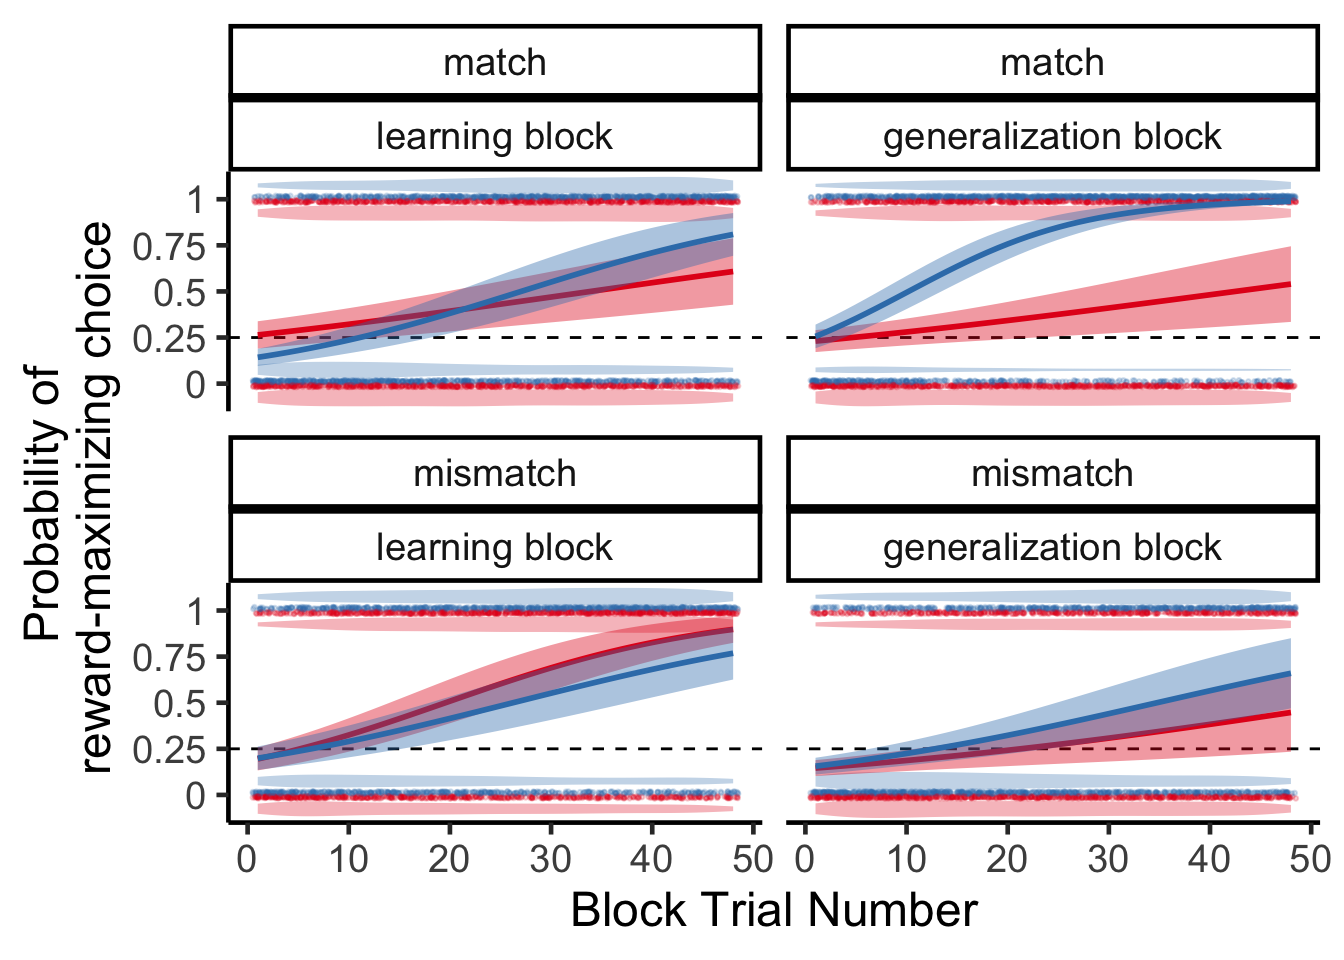 match
match
learning block
generalization block
1
0.75
0.5
0.25
0
mismatch
mismatch
learning block
generalization block
1
0.75
0.5
0.25
0
0 10 20 30 40 50
0 10 20 30 40 50
Block Trial Number
Probability of
reward-maximizing choice